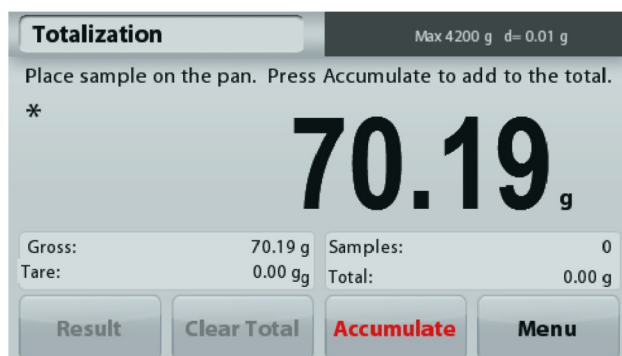 Totalization
Max 4200 g d= 0.01 g
Place sample on the pan. Press Accumulate to add to the total.
*
70.19 g
Gross: 70.19 g
Tare: 0.00 gg
Samples: 0
Total: 0.00 g
Result Clear Total Accumulate Menu